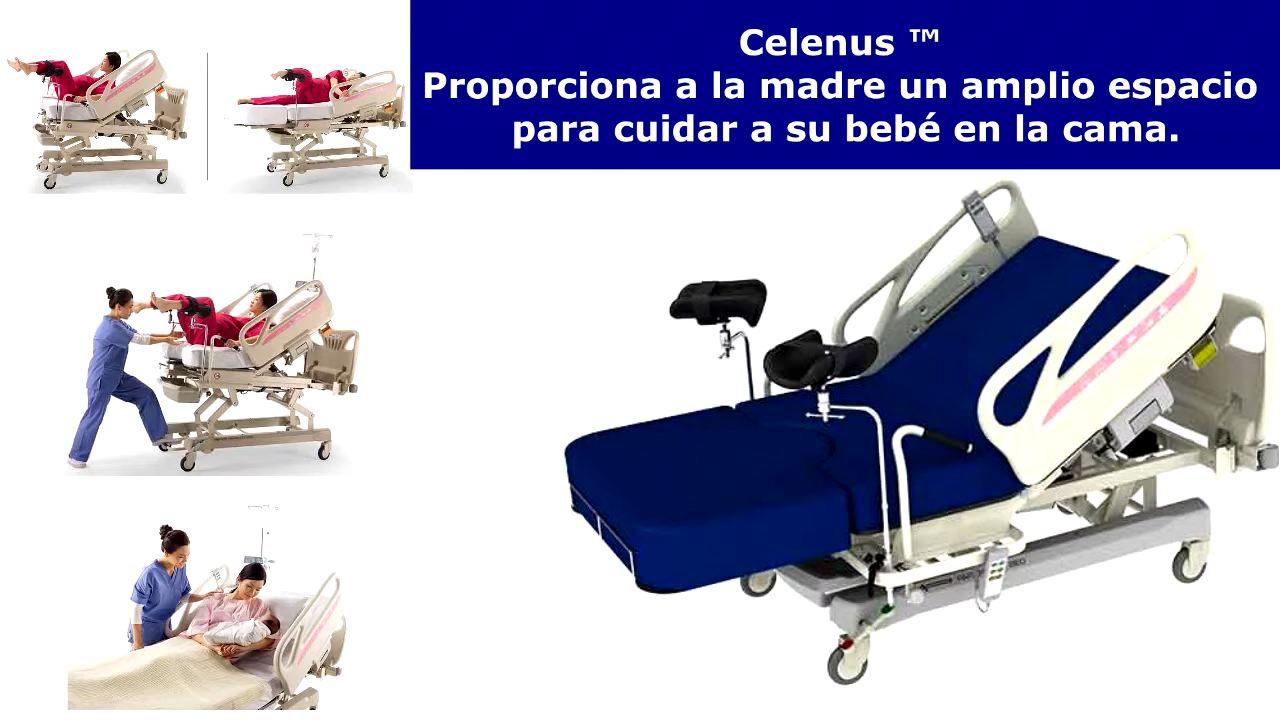 Celenus ™
Proporciona a la madre un amplio espacio
para cuidar a su bebé en la cama.